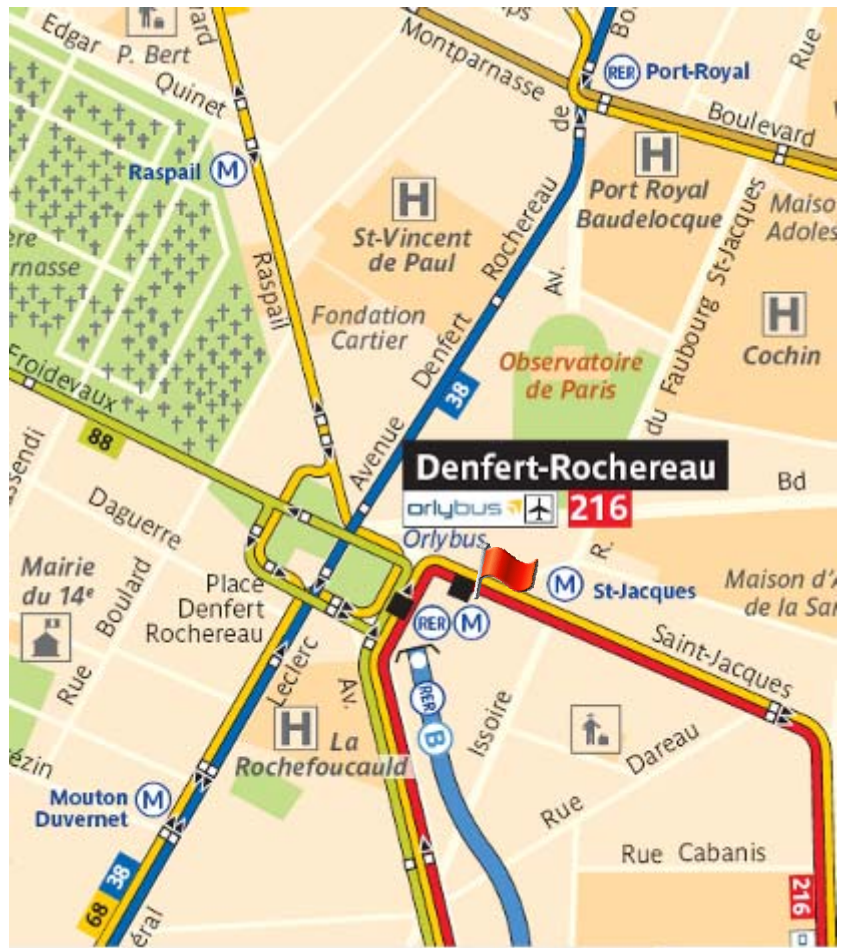 Edgar
Quinet
P. Bert
Montparnasse
RER Port-Royal
Boulevard
Rue
de
Raspail M
H
St-Vincent
de Paul
H
Port Royal
Baudelocque
Raspail
Fondation
Cartier
Rochereau
Denfert
Avenue
Av.
St-Jacques
du Faubourg
R.
H
Cochin
Observatoire
de Paris
Froidevaux
88
38
Denfert-Rochereau
orlybus 216
Orlybus
Bd
Daguerre
Mairie
du 14e
Boulard
Rue
Place
Denfert
Rochereau
RER M
M St-Jacques
Maison d'A
de la San
Saint-Jacques
Leclerc
Av.
H
La
Rochefoucauld
RER
B
Issoire
Dareau
Rue
Mouton
Duvernet M
Rue Cabanis
68 38
216